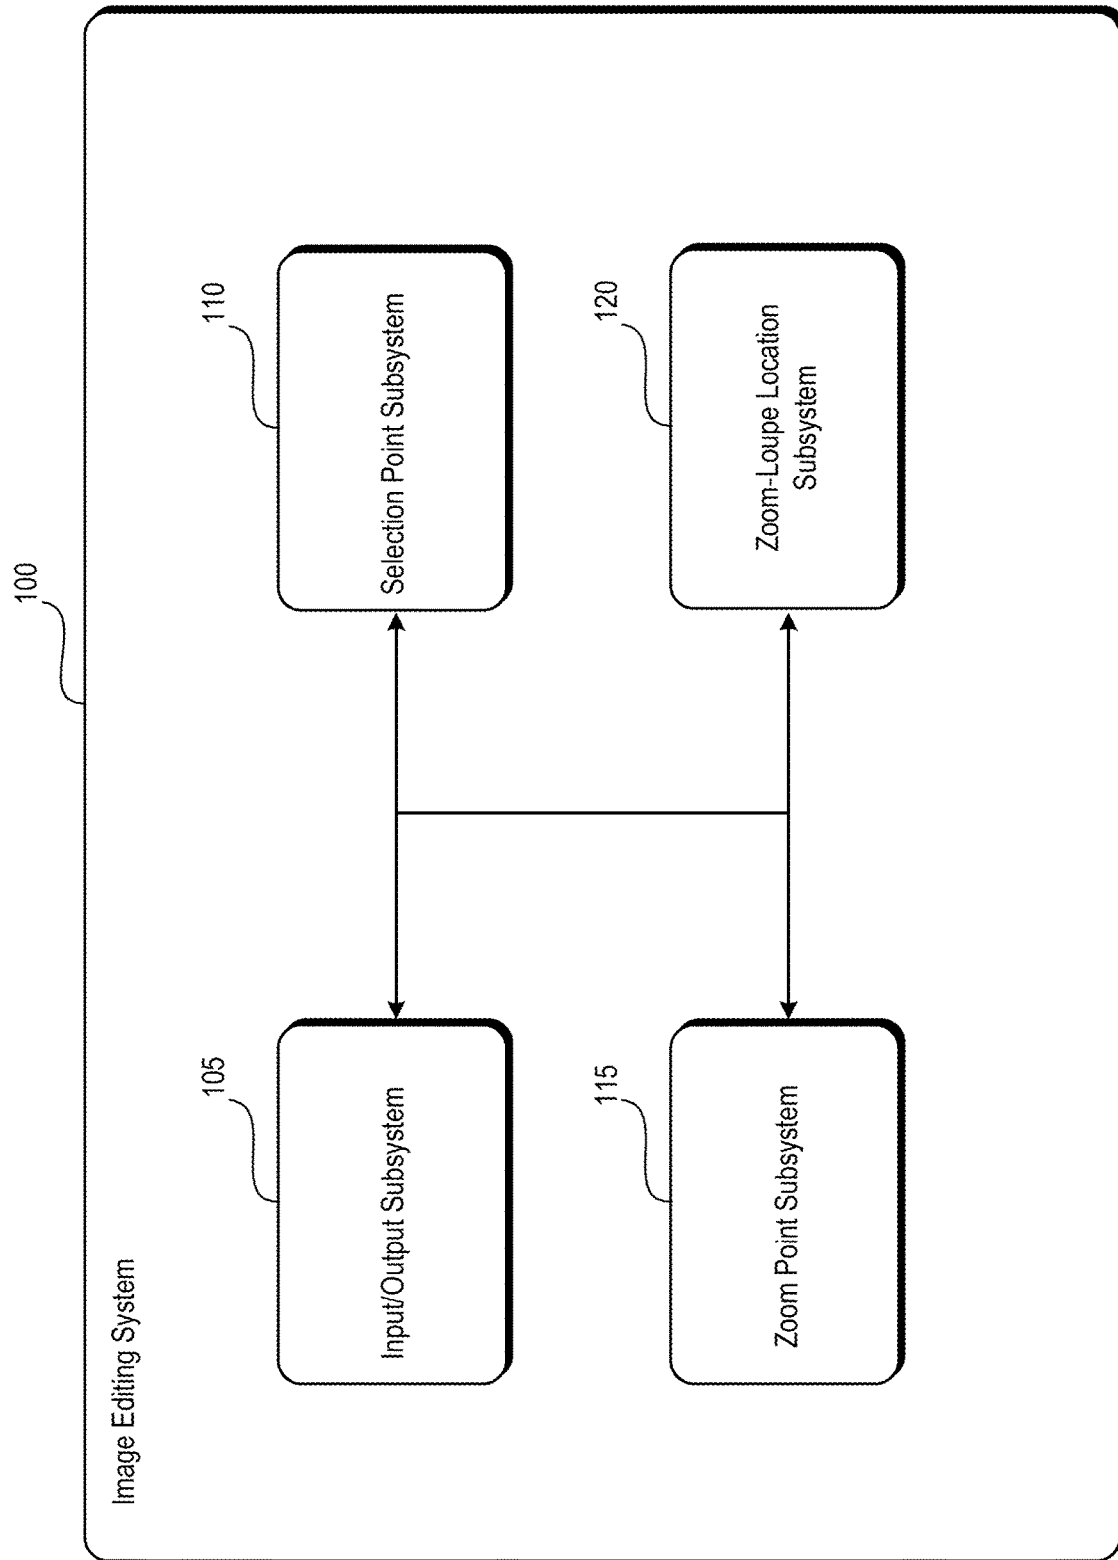 100
Image Editing System
105
Input/Output Subsystem
110
Selection Point Subsystem
115
Zoom Point Subsystem
120
Zoom-Loupe Location
Subsystem